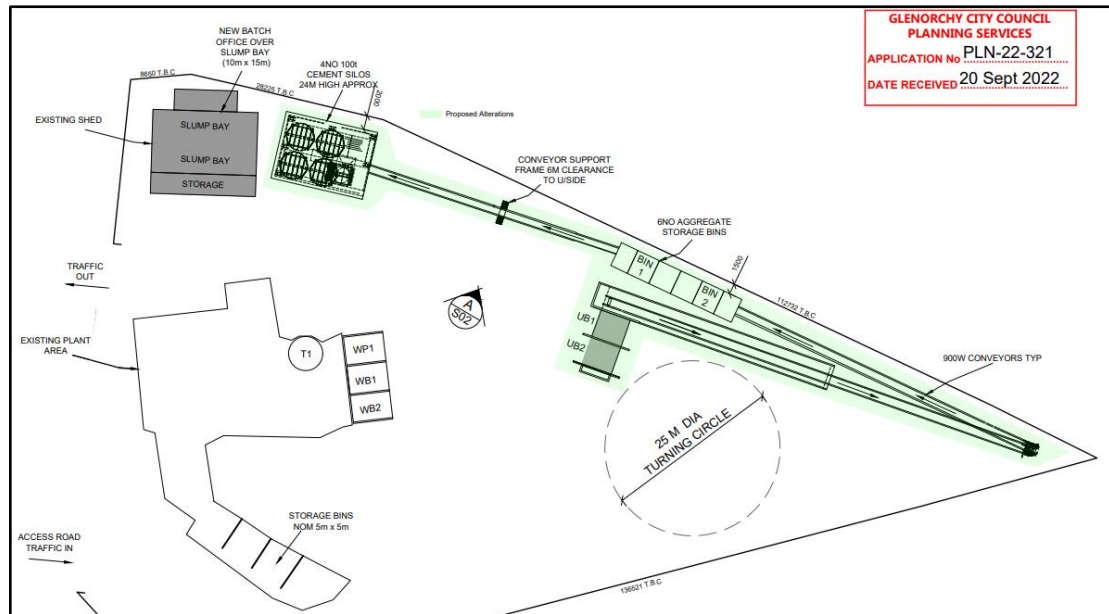 GLENORCHY CITY COUNCIL
PLANNING SERVICES
APPLICATION No PLN-22-321
DATE RECEIVED 20 Sept 2022
NEW BATCH
OFFICE OVER
SLUMP BAY
(10m x 15m)
4NO 100t
CEMENT SILOS
24M HIGH APPROX
8650 T.B.C
28225 T.B.C
2000
Proposed Alterations
EXISTING SHED
SLUMP BAY
SLUMP BAY
STORAGE
CONVEYOR SUPPORT
FRAME 6M CLEARANCE
TO U/SIDE
6NO AGGREGATE
STORAGE BINS
BIN
1
BIN
2
1500
112732 T.B.C
TRAFFIC
OUT
A
S02
UB1
UB2
EXISTING PLANT
AREA
T1
WP1
WB1
WB2
900W CONVEYORS TYP
25 M DIA
TURNING CIRCLE
STORAGE BINS
NOM 5m x 5m
ACCESS ROAD
TRAFFIC IN
136521 T.B.C